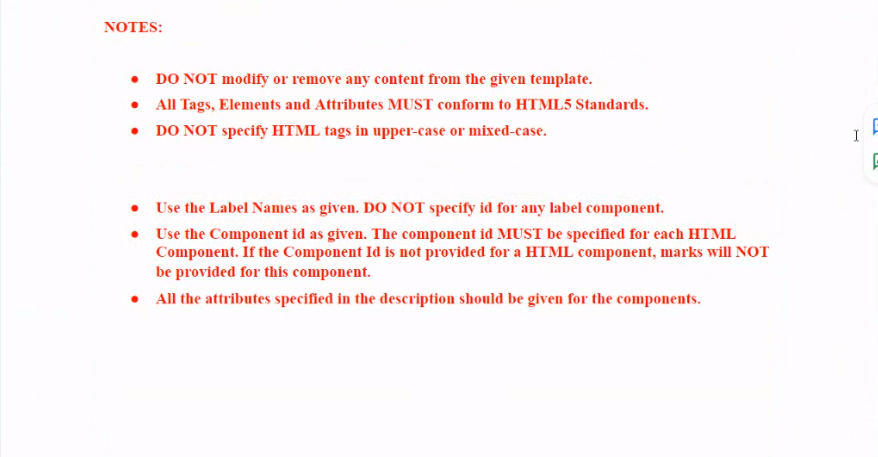 NOTES:
● DO NOT modify or remove any content from the given template.
● All Tags, Elements and Attributes MUST conform to HTML5 Standards.
● DO NOT specify HTML tags in upper-case or mixed-case.
● Use the Label Names as given. DO NOT specify id for any label component.
● Use the Component id as given. The component id MUST be specified for each HTML
Component. If the Component Id is not provided for a HTML component, marks will NOT
be provided for this component.
● All the attributes specified in the description should be given for the components.